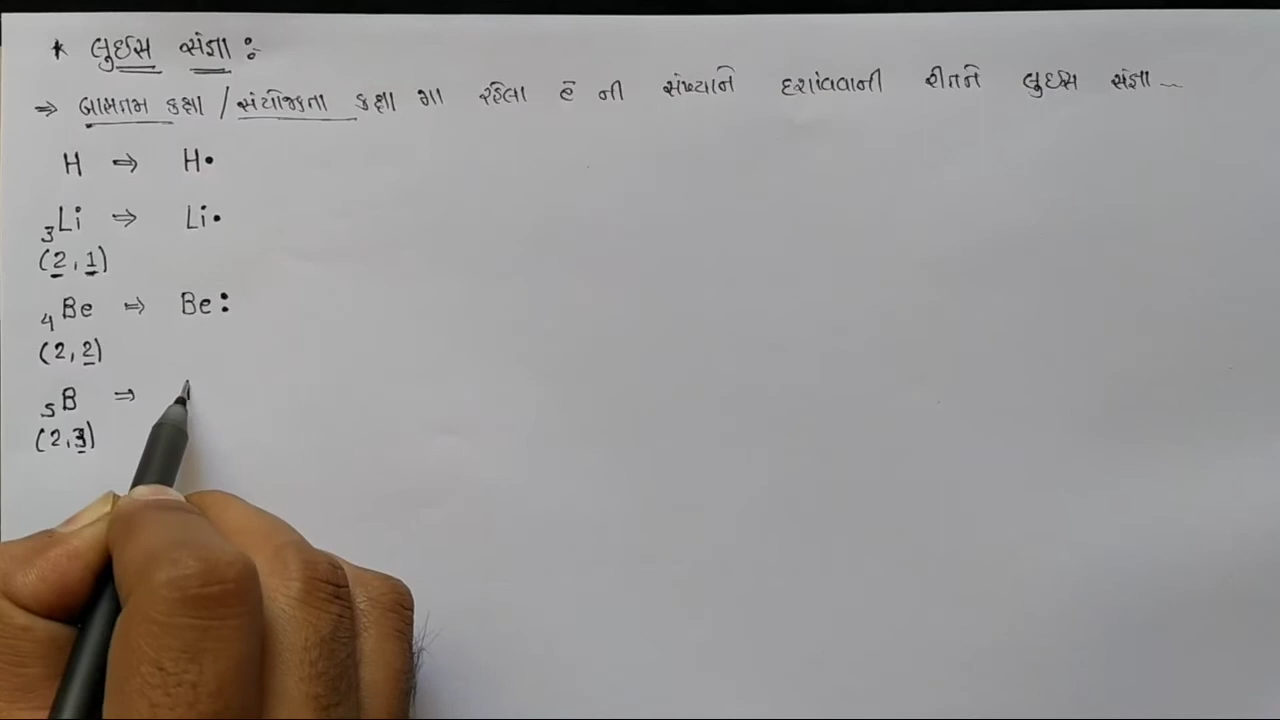 * લુઈસ સંજ્ઞા :-
⇒ બાહ્યતમ કક્ષા / સંયોજકતા કક્ષા મા રહેલા ē ની સંખ્યાને દર્શાવવાની રીતને લુઈસ સંજ્ઞા ...
H ⇒ H•
₃Li ⇒ Li•
(2, 1)
₄Be ⇒ Be:
(2, 2)
₅B ⇒
(2, 3)